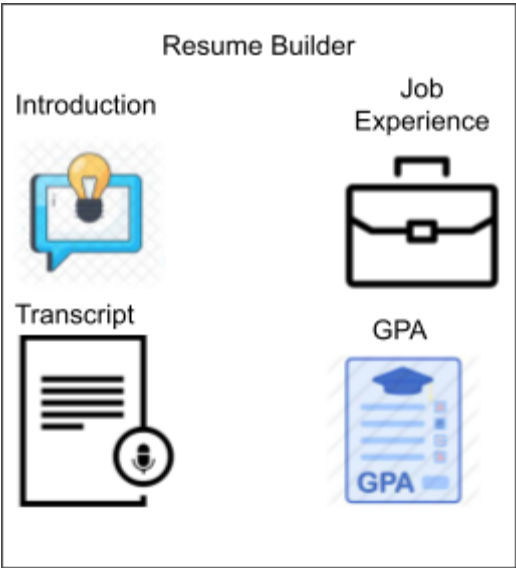 Resume Builder
Introduction
Job
Experience
Transcript
GPA
GPA